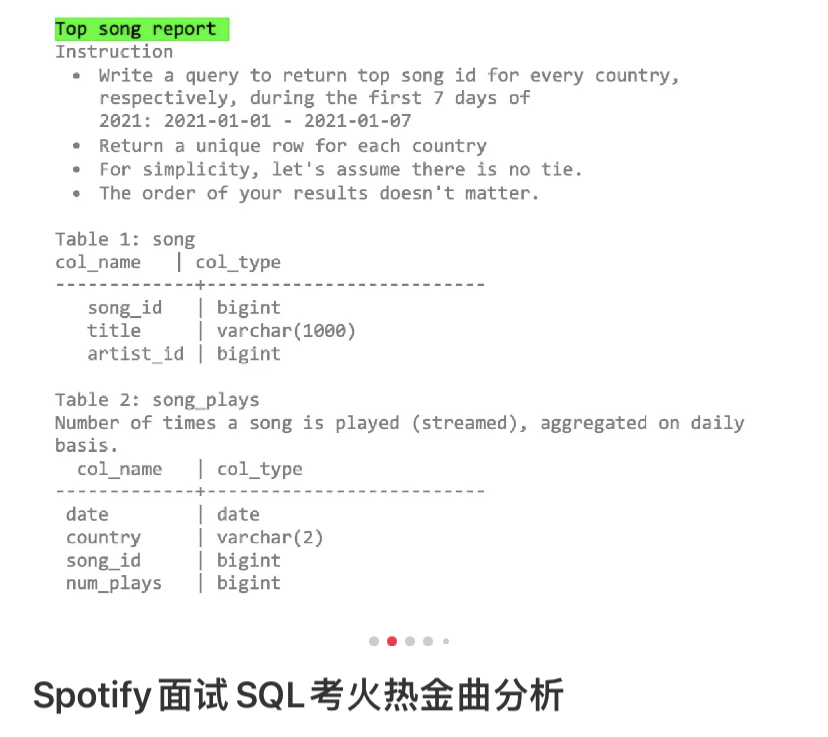 Top song report
Instruction
• Write a query to return top song id for every country,
respectively, during the first 7 days of
2021: 2021-01-01 - 2021-01-07
• Return a unique row for each country
• For simplicity, let's assume there is no tie.
• The order of your results doesn't matter.
Table 1: song
col_name | col_type
-------------+--------------------------
song_id | bigint
title | varchar(1000)
artist_id | bigint
Table 2: song_plays
Number of times a song is played (streamed), aggregated on daily
basis.
col_name | col_type
-------------+--------------------------
date | date
country | varchar(2)
song_id | bigint
num_plays | bigint
Spotify面试SQL考火热金曲分析